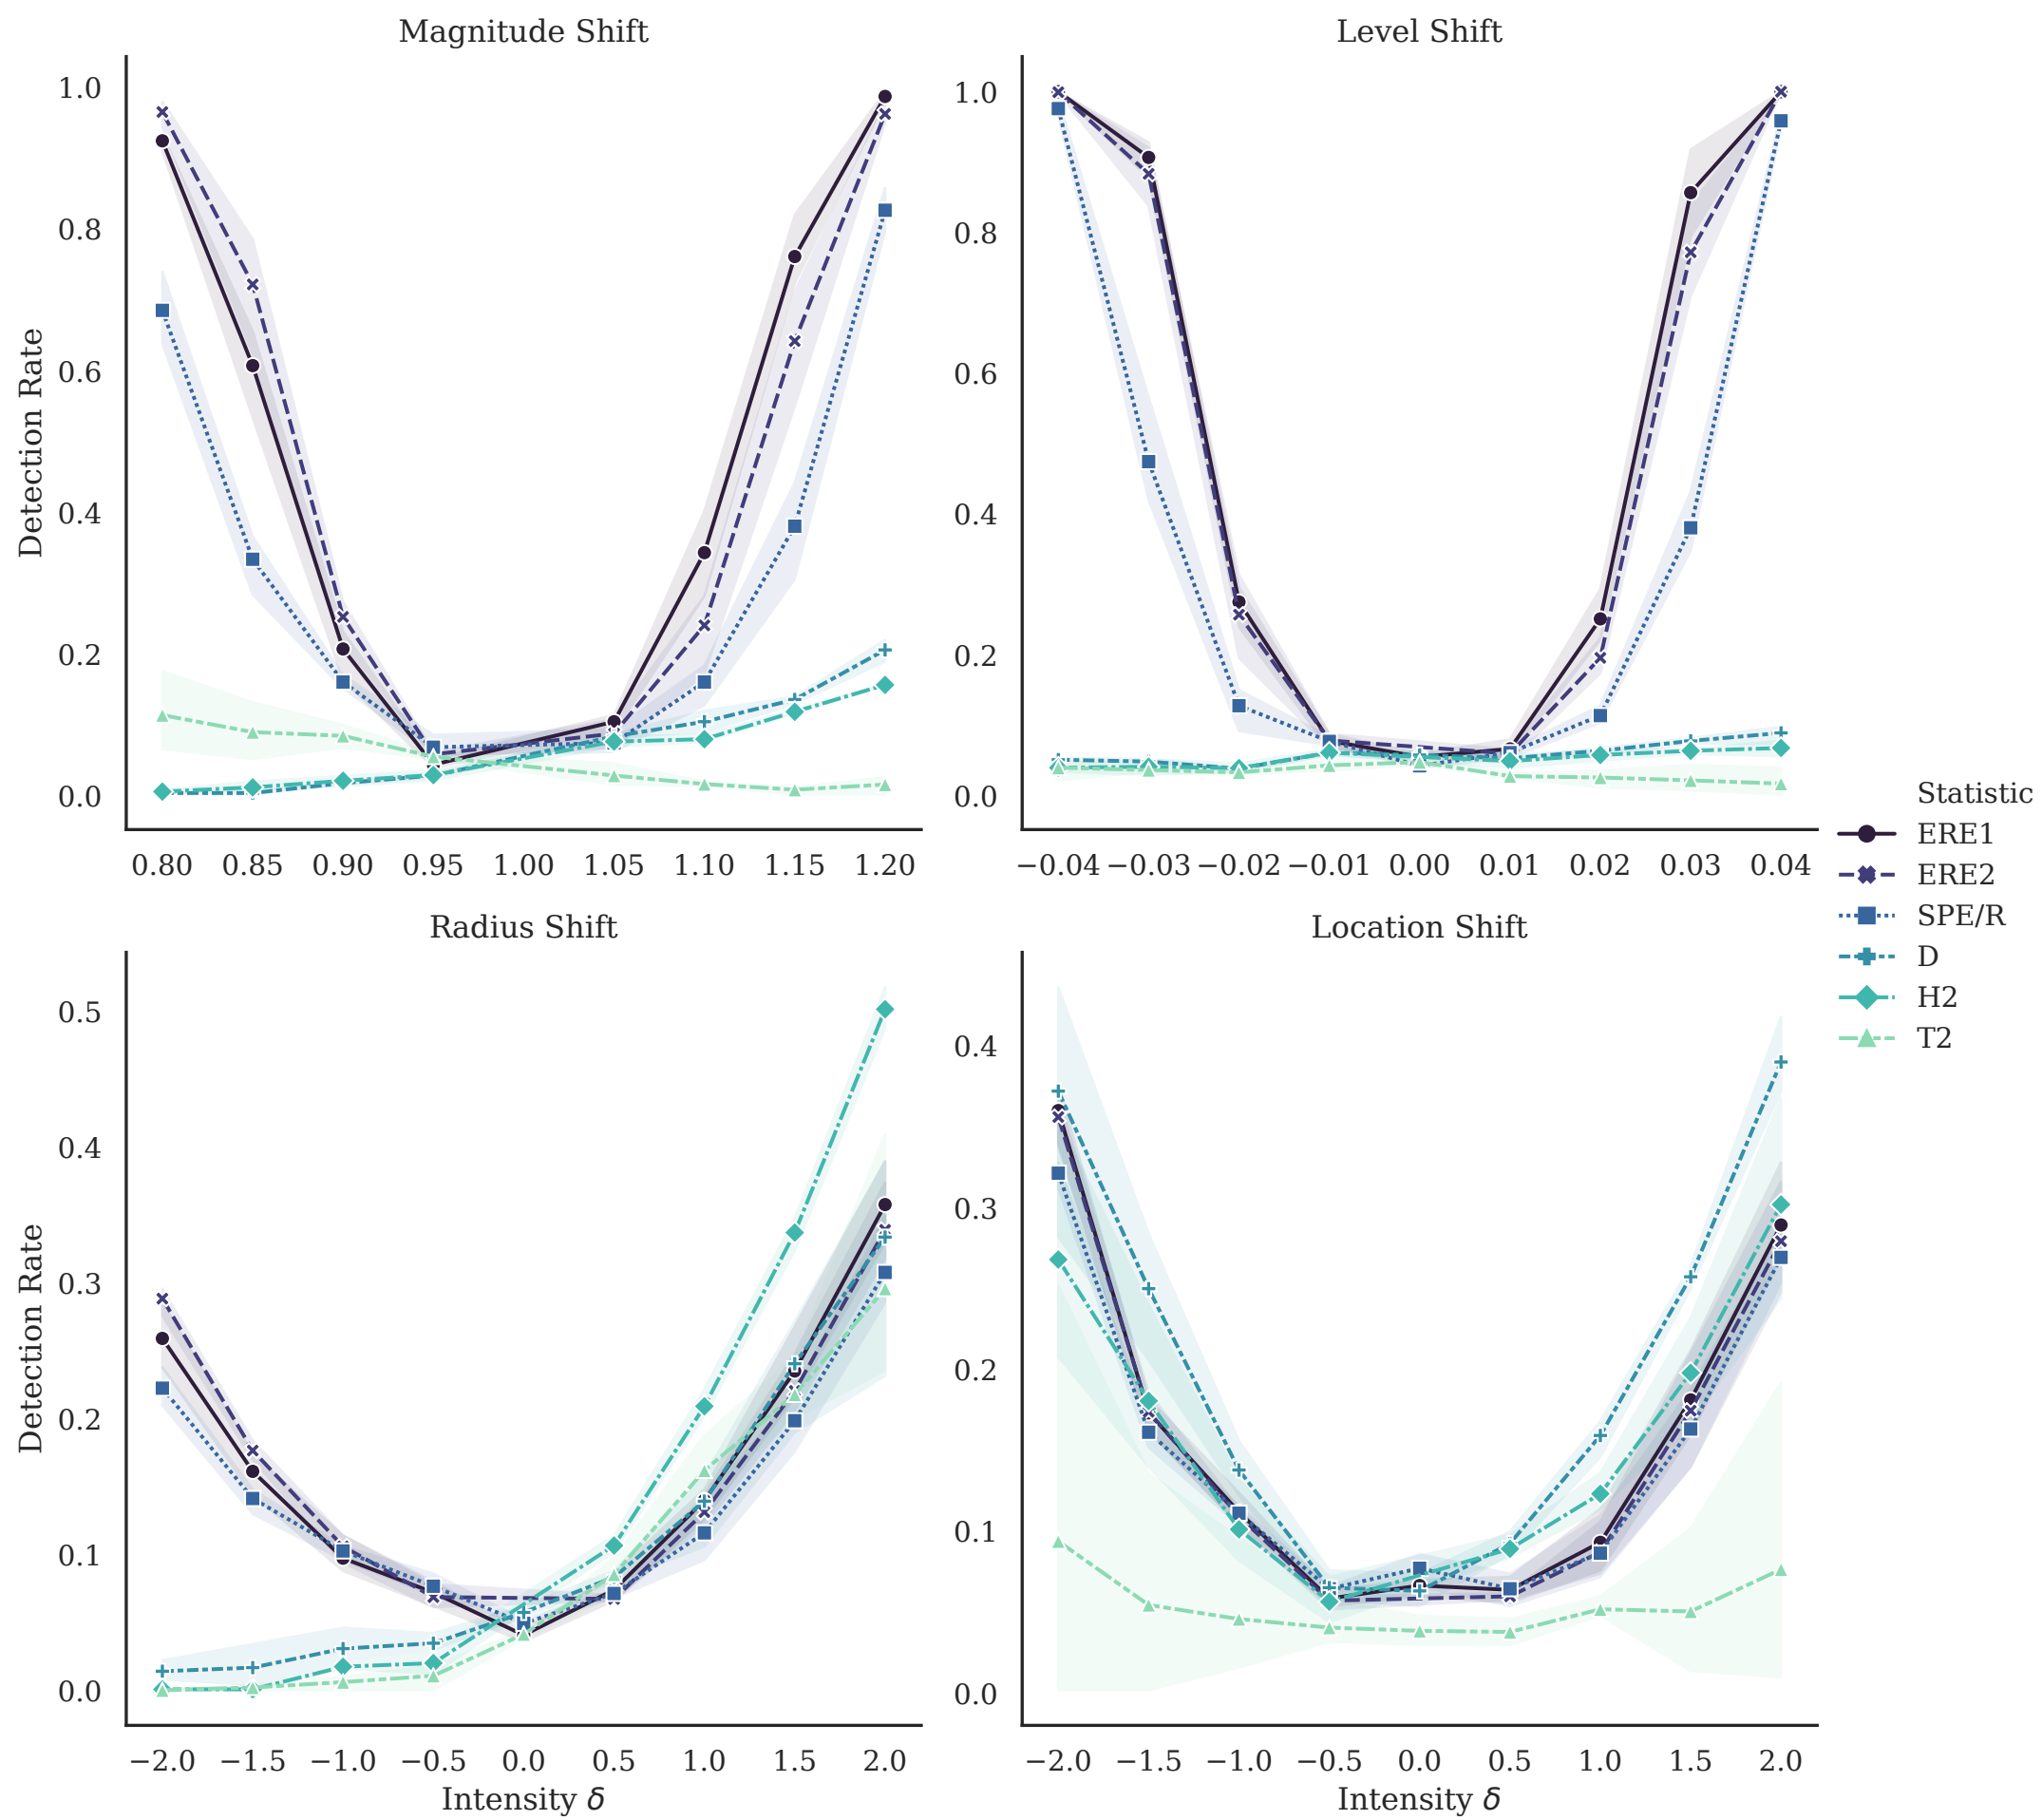 Magnitude Shift
Detection Rate
1.0
0.8
0.6
0.4
0.2
0.0
0.80 0.85 0.90 0.95 1.00 1.05 1.10 1.15 1.20
Level Shift
1.0
0.8
0.6
0.4
0.2
0.0
−0.04 −0.03 −0.02 −0.01 0.00 0.01 0.02 0.03 0.04
Statistic
ERE1
ERE2
SPE/R
D
H2
T2
Radius Shift
Detection Rate
0.5
0.4
0.3
0.2
0.1
0.0
−2.0 −1.5 −1.0 −0.5 0.0 0.5 1.0 1.5 2.0
Intensity δ
Location Shift
0.4
0.3
0.2
0.1
0.0
−2.0 −1.5 −1.0 −0.5 0.0 0.5 1.0 1.5 2.0
Intensity δ